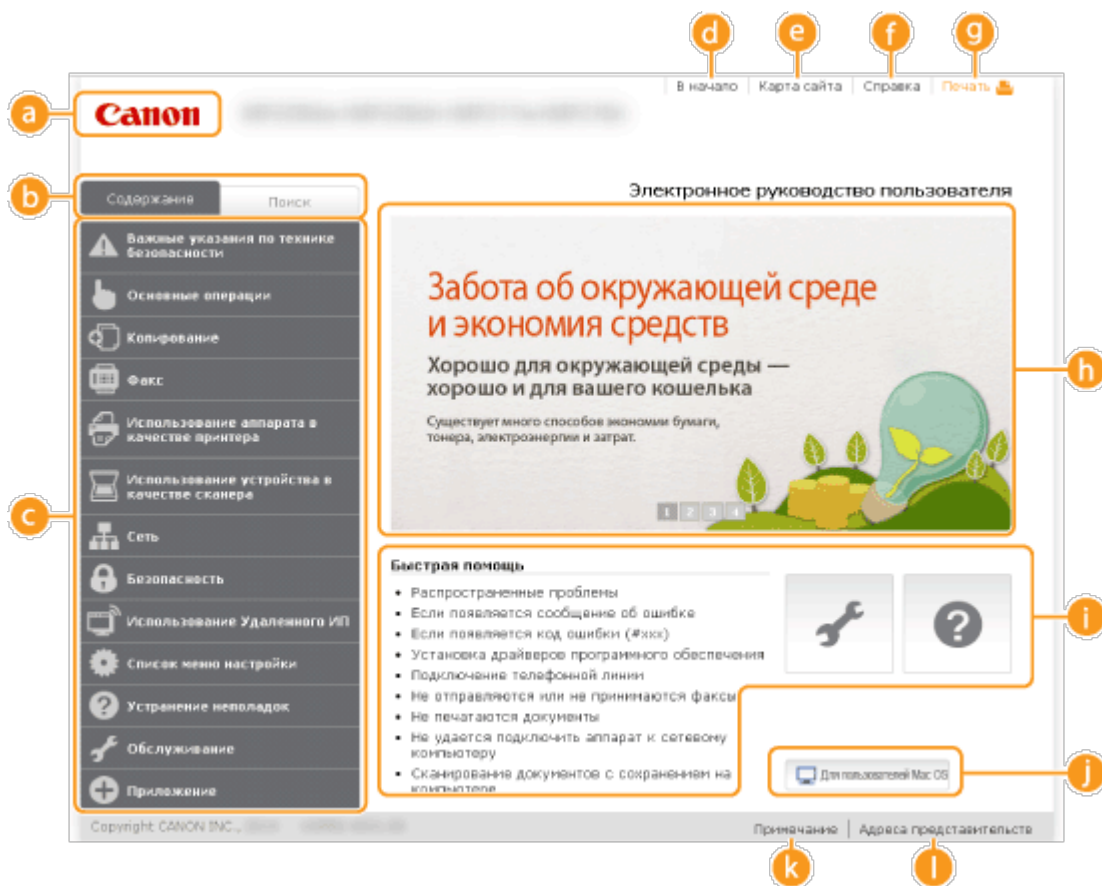 d e f g
В начало Карта сайта Справка Печать
a Canon
b Содержание Поиск
Электронное руководство пользователя
c
Важные указания по технике
безопасности
Основные операции
Копирование
Факс
Использование аппарата в
качестве принтера
Использование устройства в
качестве сканера
Сеть
Безопасность
Использование Удаленного ИП
Список меню настройки
Устранение неполадок
Обслуживание
Приложение
h
Забота об окружающей среде
и экономия средств
Хорошо для окружающей среды —
хорошо и для вашего кошелька
Существует много способов экономии бумаги,
тонера, электроэнергии и затрат.
1 2 3 4
i
Быстрая помощь
• Распространенные проблемы
• Если появляется сообщение об ошибке
• Если появляется код ошибки (#xxx)
• Установка драйверов программного обеспечения
• Подключение телефонной линии
• Не отправляются или не принимаются факсы
• Не печатаются документы
• Не удается подключить аппарат к сетевому
компьютеру
• Сканирование документов с сохранением на
компьютере
j Для пользователей Mac OS
Copyright CANON INC.
Примечание Адреса представительств
k l